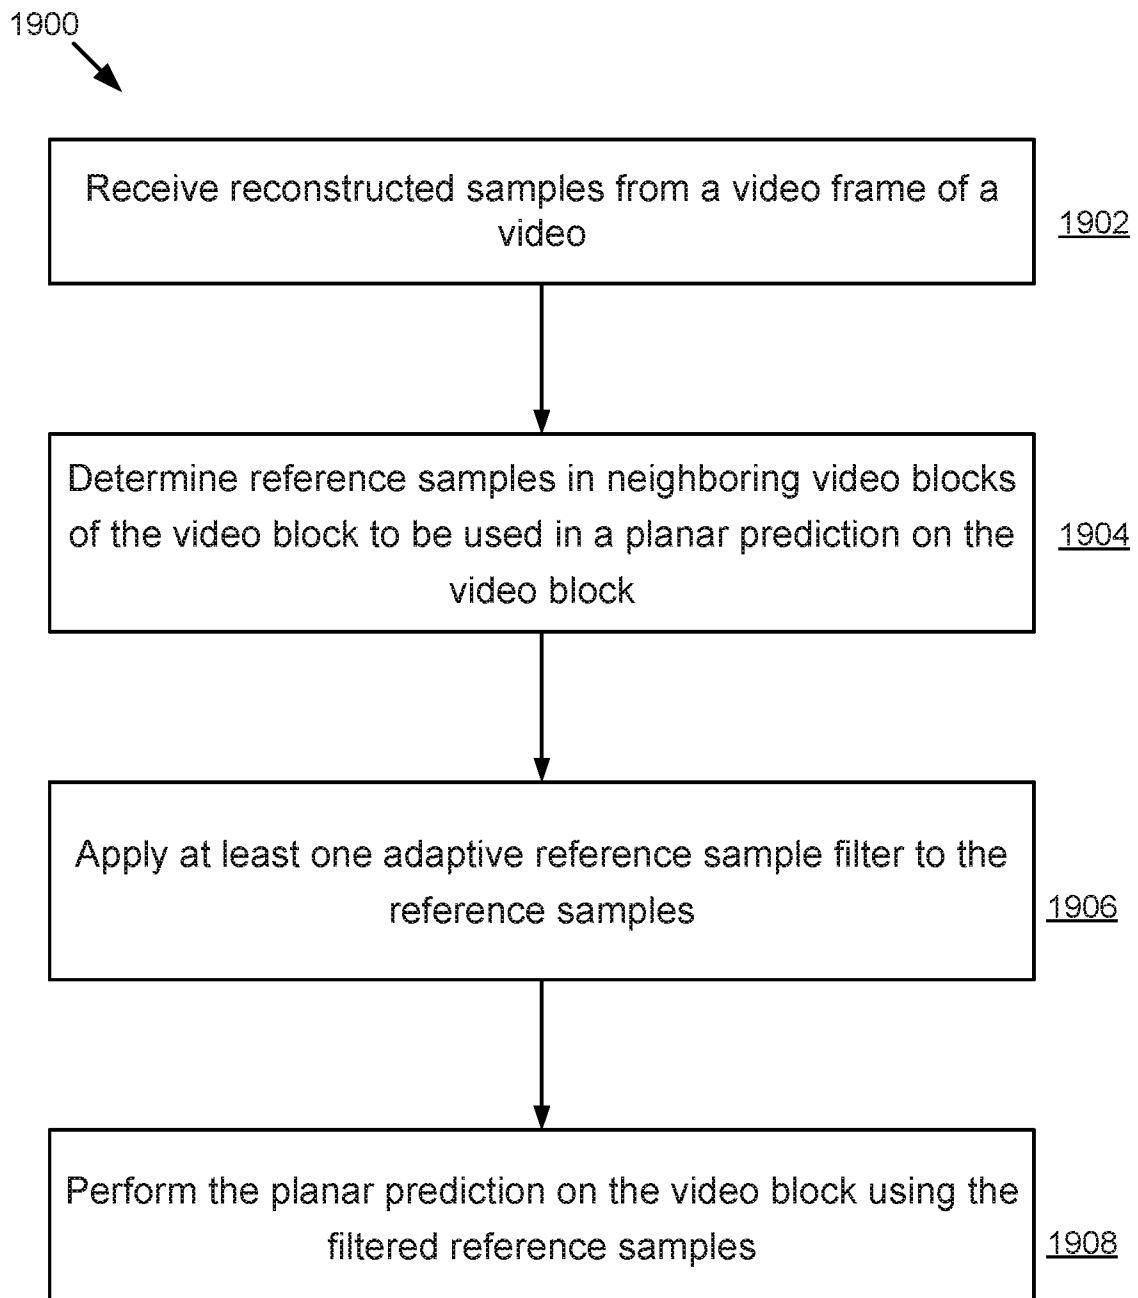 1900
Receive reconstructed samples from a video frame of a
video
1902
Determine reference samples in neighboring video blocks
of the video block to be used in a planar prediction on the
video block
1904
Apply at least one adaptive reference sample filter to the
reference samples
1906
Perform the planar prediction on the video block using the
filtered reference samples
1908